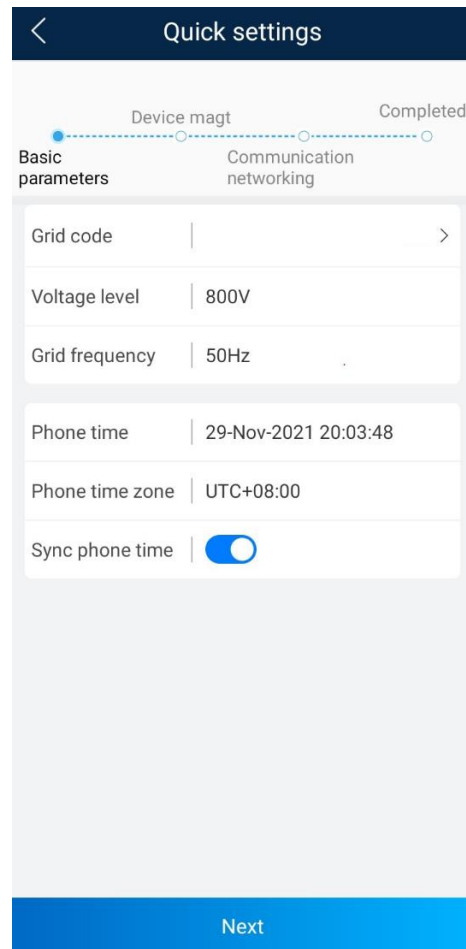 Quick settings
Device magt
Completed
Basic
parameters
Communication
networking
Grid code
Voltage level 800V
Grid frequency 50Hz
Phone time 29-Nov-2021 20:03:48
Phone time zone UTC+08:00
Sync phone time
Next